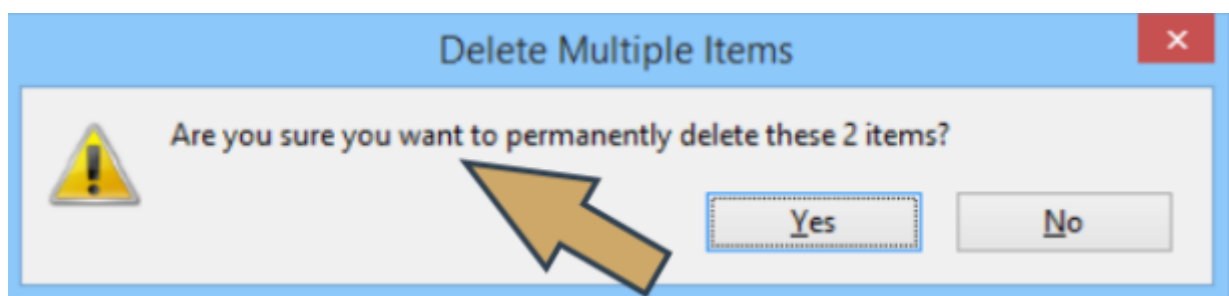 Delete Multiple Items
Are you sure you want to permanently delete these 2 items?
Yes
No